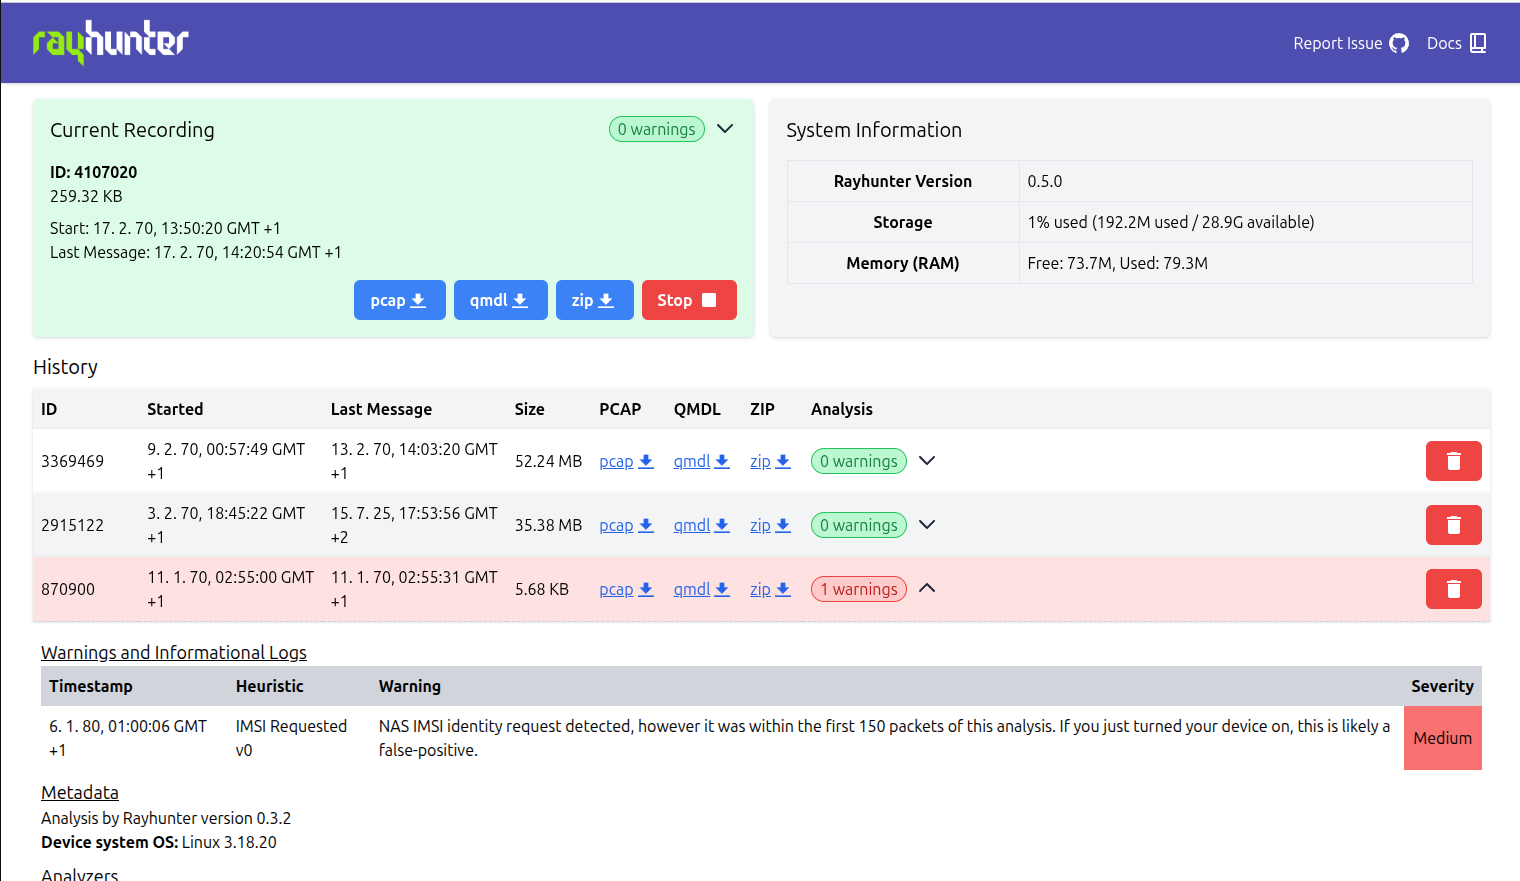 rayhunter
Report Issue Docs
Current Recording 0 warnings
ID: 4107020
259.32 KB
Start: 17. 2. 70, 13:50:20 GMT +1
Last Message: 17. 2. 70, 14:20:54 GMT +1
pcap qmdl zip Stop
System Information
Rayhunter Version 0.5.0
Storage 1% used (192.2M used / 28.9G available)
Memory (RAM) Free: 73.7M, Used: 79.3M
History
ID Started Last Message Size PCAP QMDL ZIP Analysis
3369469 9. 2. 70, 00:57:49 GMT +1 13. 2. 70, 14:03:20 GMT +1 52.24 MB pcap qmdl zip 0 warnings
2915122 3. 2. 70, 18:45:22 GMT +1 15. 7. 25, 17:53:56 GMT +2 35.38 MB pcap qmdl zip 0 warnings
870900 11. 1. 70, 02:55:00 GMT +1 11. 1. 70, 02:55:31 GMT +1 5.68 KB pcap qmdl zip 1 warnings
Warnings and Informational Logs
Timestamp Heuristic Warning Severity
6. 1. 80, 01:00:06 GMT +1 IMSI Requested v0 NAS IMSI identity request detected, however it was within the first 150 packets of this analysis. If you just turned your device on, this is likely a false-positive. Medium
Metadata
Analysis by Rayhunter version 0.3.2
Device system OS: Linux 3.18.20
Analyzers